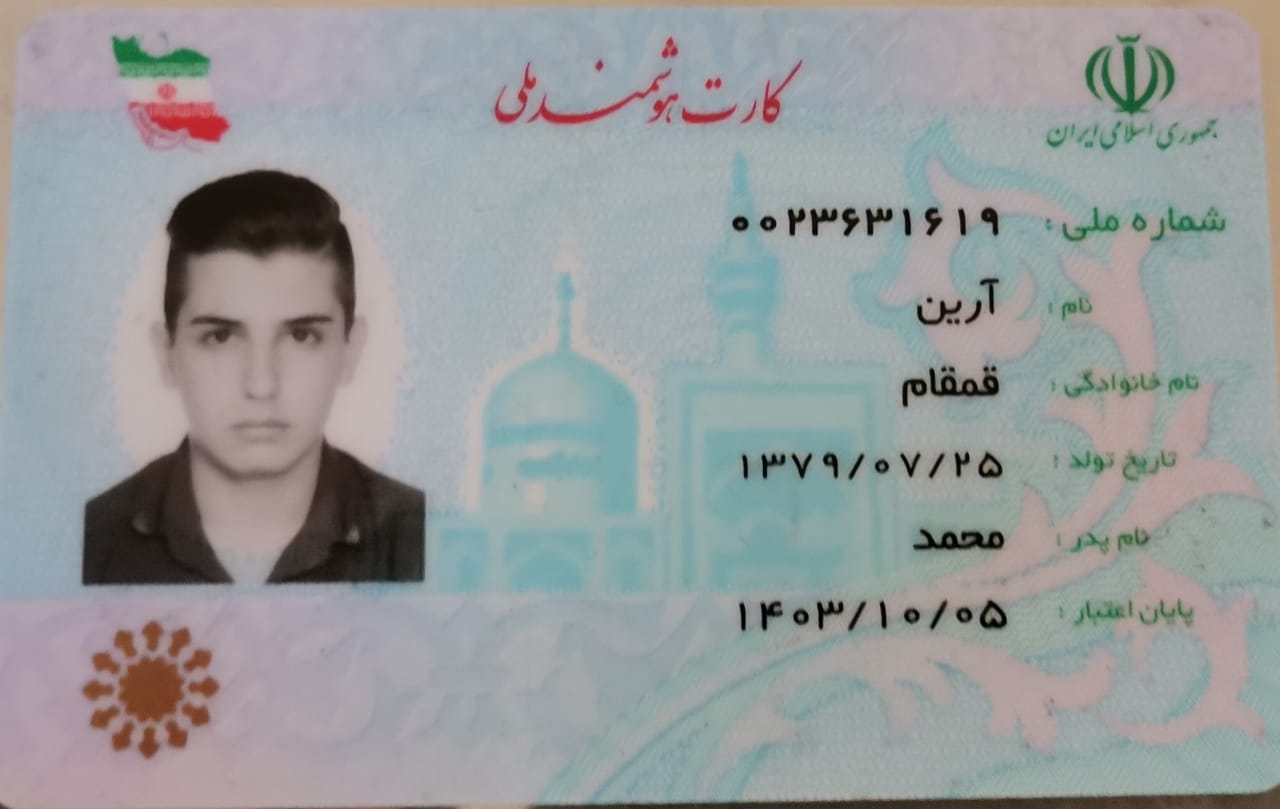 کارت هوشمند ملی
جمهوری اسلامی ایران
شماره ملی : ۰۰۲۳۶۳۱۶۱۹
نام : آرین
نام خانوادگی : قمقام
تاریخ تولد : ۱۳۷۹/۰۷/۲۵
نام پدر : محمد
پایان اعتبار : ۱۴۰۳/۱۰/۰۵